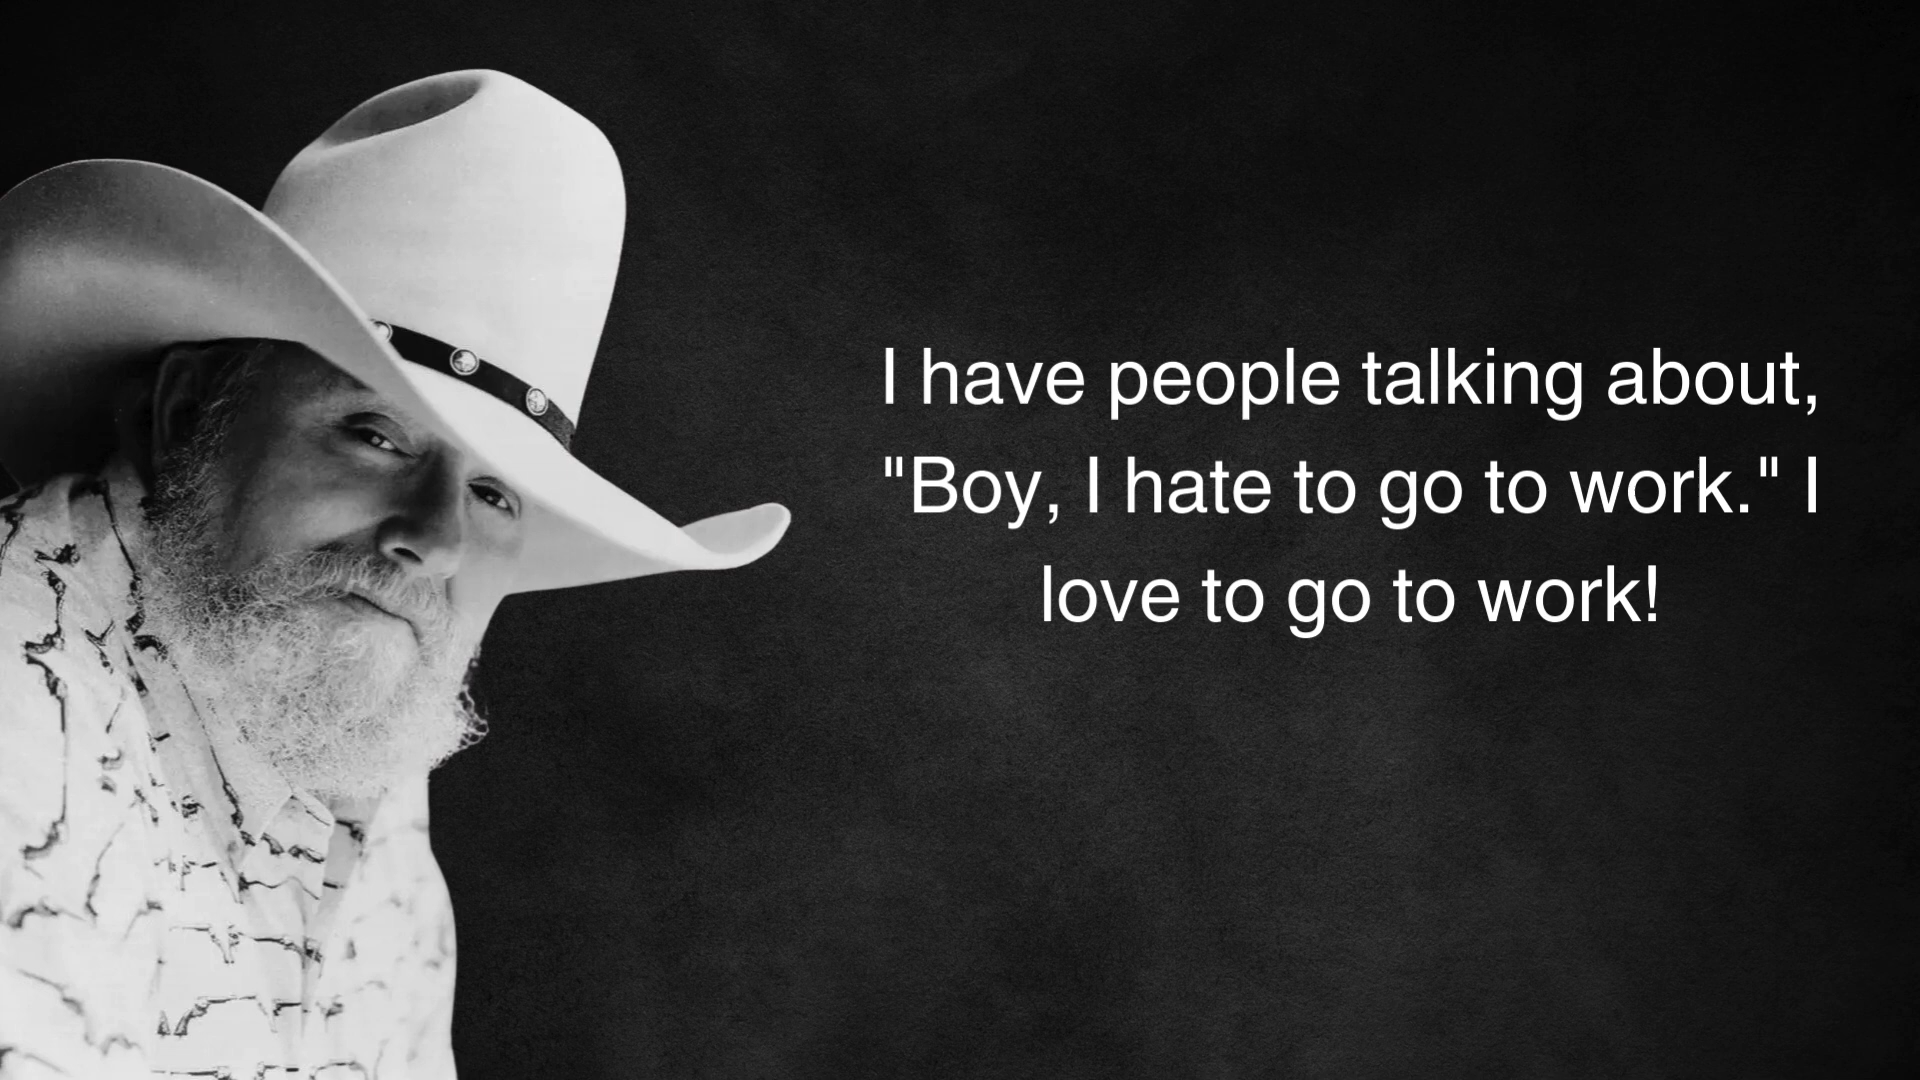 I have people talking about,
"Boy, I hate to go to work." I
love to go to work!